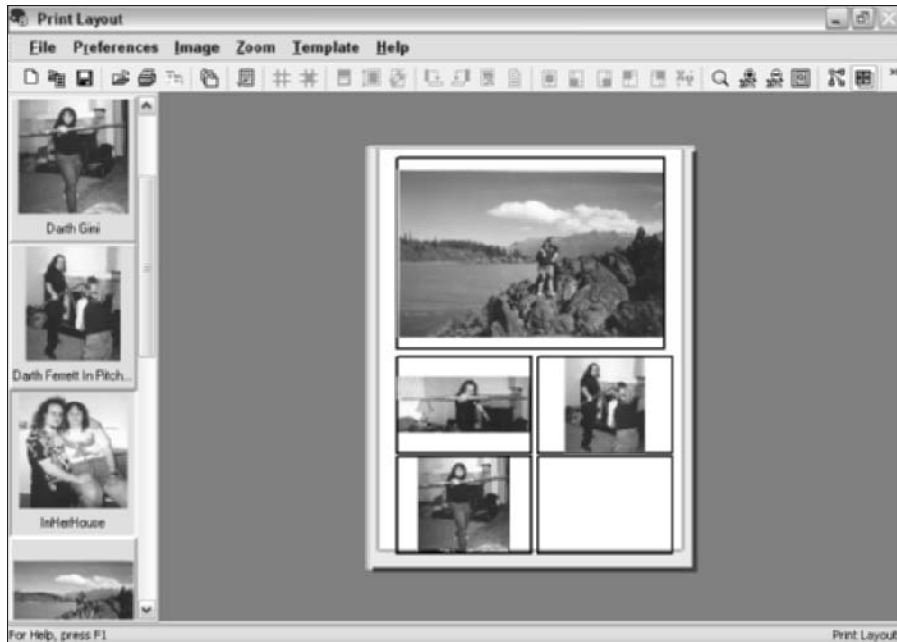 Print Layout
File Preferences Image Zoom Template Help
Darth Gini
Darth Ferrett In Pitch...
InHerHouse
For Help, press F1 Print Layout